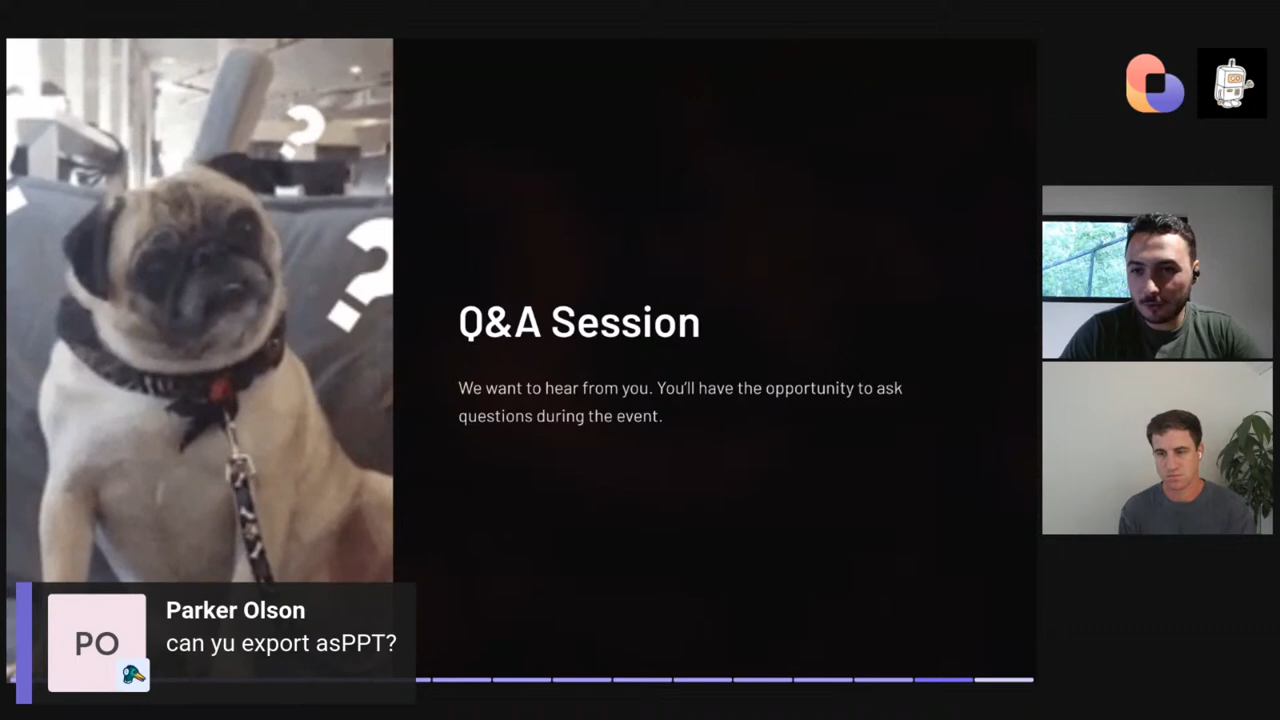 ?
?
Q&A Session
We want to hear from you. You'll have the opportunity to ask
questions during the event.
PO
Parker Olson
can yu export asPPT?